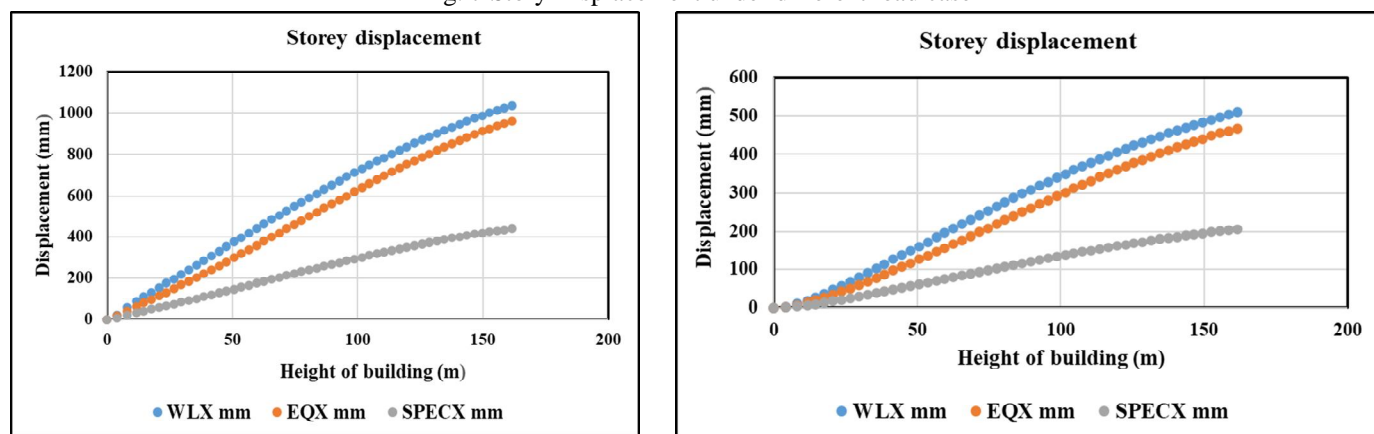 Storey displacement
1200
1000
800
600
400
200
0
0 50 100 150 200
Displacement (mm)
Height of building (m)
WLX mm EQX mm SPECX mm
Storey displacement
600
500
400
300
200
100
0
0 50 100 150 200
Displacement (mm)
Height of building (m)
WLX mm EQX mm SPECX mm